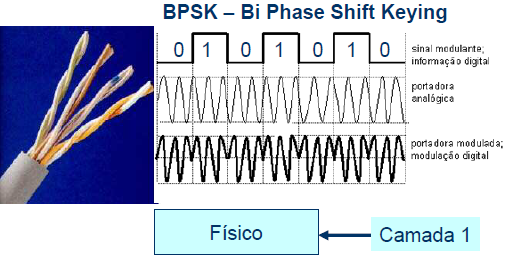 BPSK – Bi Phase Shift Keying
0 1 0 1 0 1 0
sinal modulante;
informação digital
portadora
analógica
portadora modulada;
modulação digital
Físico
Camada 1